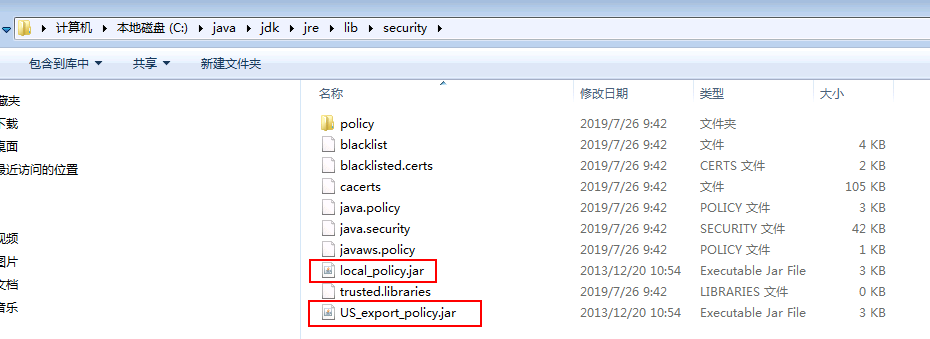 计算机 本地磁盘 (C:) java jdk jre lib security
包含到库中 共享 新建文件夹
名称 修改日期 类型 大小
藏夹
下载
桌面
最近访问的位置
视频
图片
文档
音乐
policy 2019/7/26 9:42 文件夹
blacklist 2019/7/26 9:42 文件 4 KB
blacklisted.certs 2019/7/26 9:42 CERTS 文件 2 KB
cacerts 2019/7/26 9:42 文件 105 KB
java.policy 2019/7/26 9:42 POLICY 文件 3 KB
java.security 2019/7/26 9:42 SECURITY 文件 42 KB
javaws.policy 2019/7/26 9:42 POLICY 文件 1 KB
local_policy.jar 2013/12/20 10:54 Executable Jar File 3 KB
trusted.libraries 2019/7/26 9:42 LIBRARIES 文件 0 KB
US_export_policy.jar 2013/12/20 10:54 Executable Jar File 3 KB